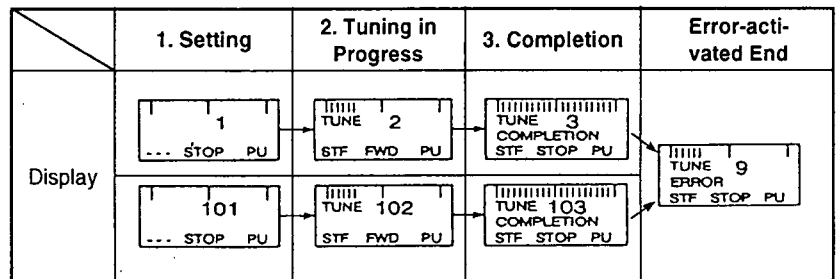 1. Setting
2. Tuning in Progress
3. Completion
Error-acti-
vated End
Display
1
--- STOP PU
TUNE 2
STF FWD PU
TUNE 3
COMPLETION
STF STOP PU
TUNE 9
ERROR
STF STOP PU
101
--- STOP PU
TUNE 102
STF FWD PU
TUNE 103
COMPLETION
STF STOP PU